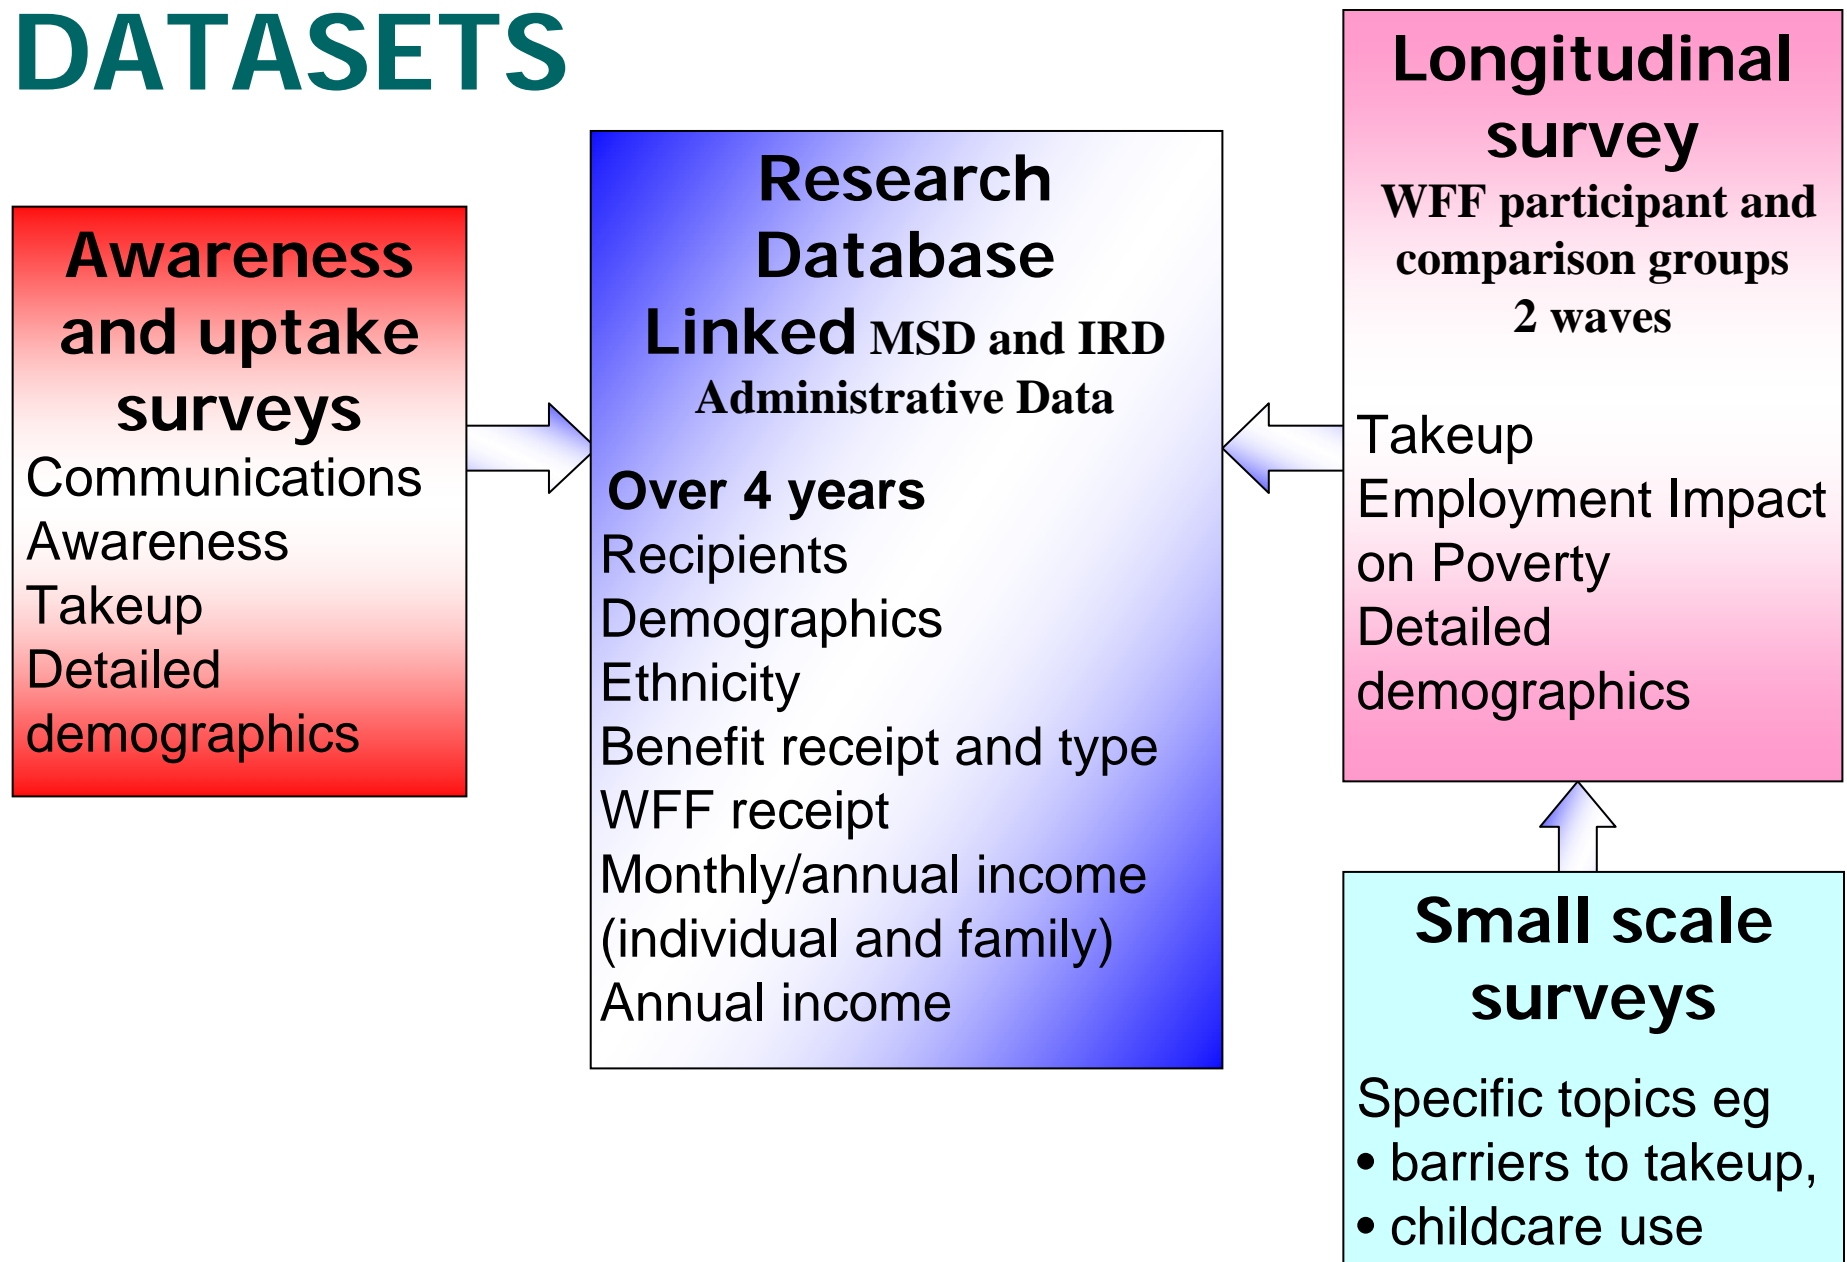 DATASETS
Awareness
and uptake
surveys
Communications
Awareness
Takeup
Detailed
demographics
Research
Database
Linked MSD and IRD
Administrative Data
Over 4 years
Recipients
Demographics
Ethnicity
Benefit receipt and type
WFF receipt
Monthly/annual income
(individual and family)
Annual income
Longitudinal
survey
WFF participant and
comparison groups
2 waves
Takeup
Employment Impact
on Poverty
Detailed
demographics
Small scale
surveys
Specific topics eg
• barriers to takeup,
• childcare use